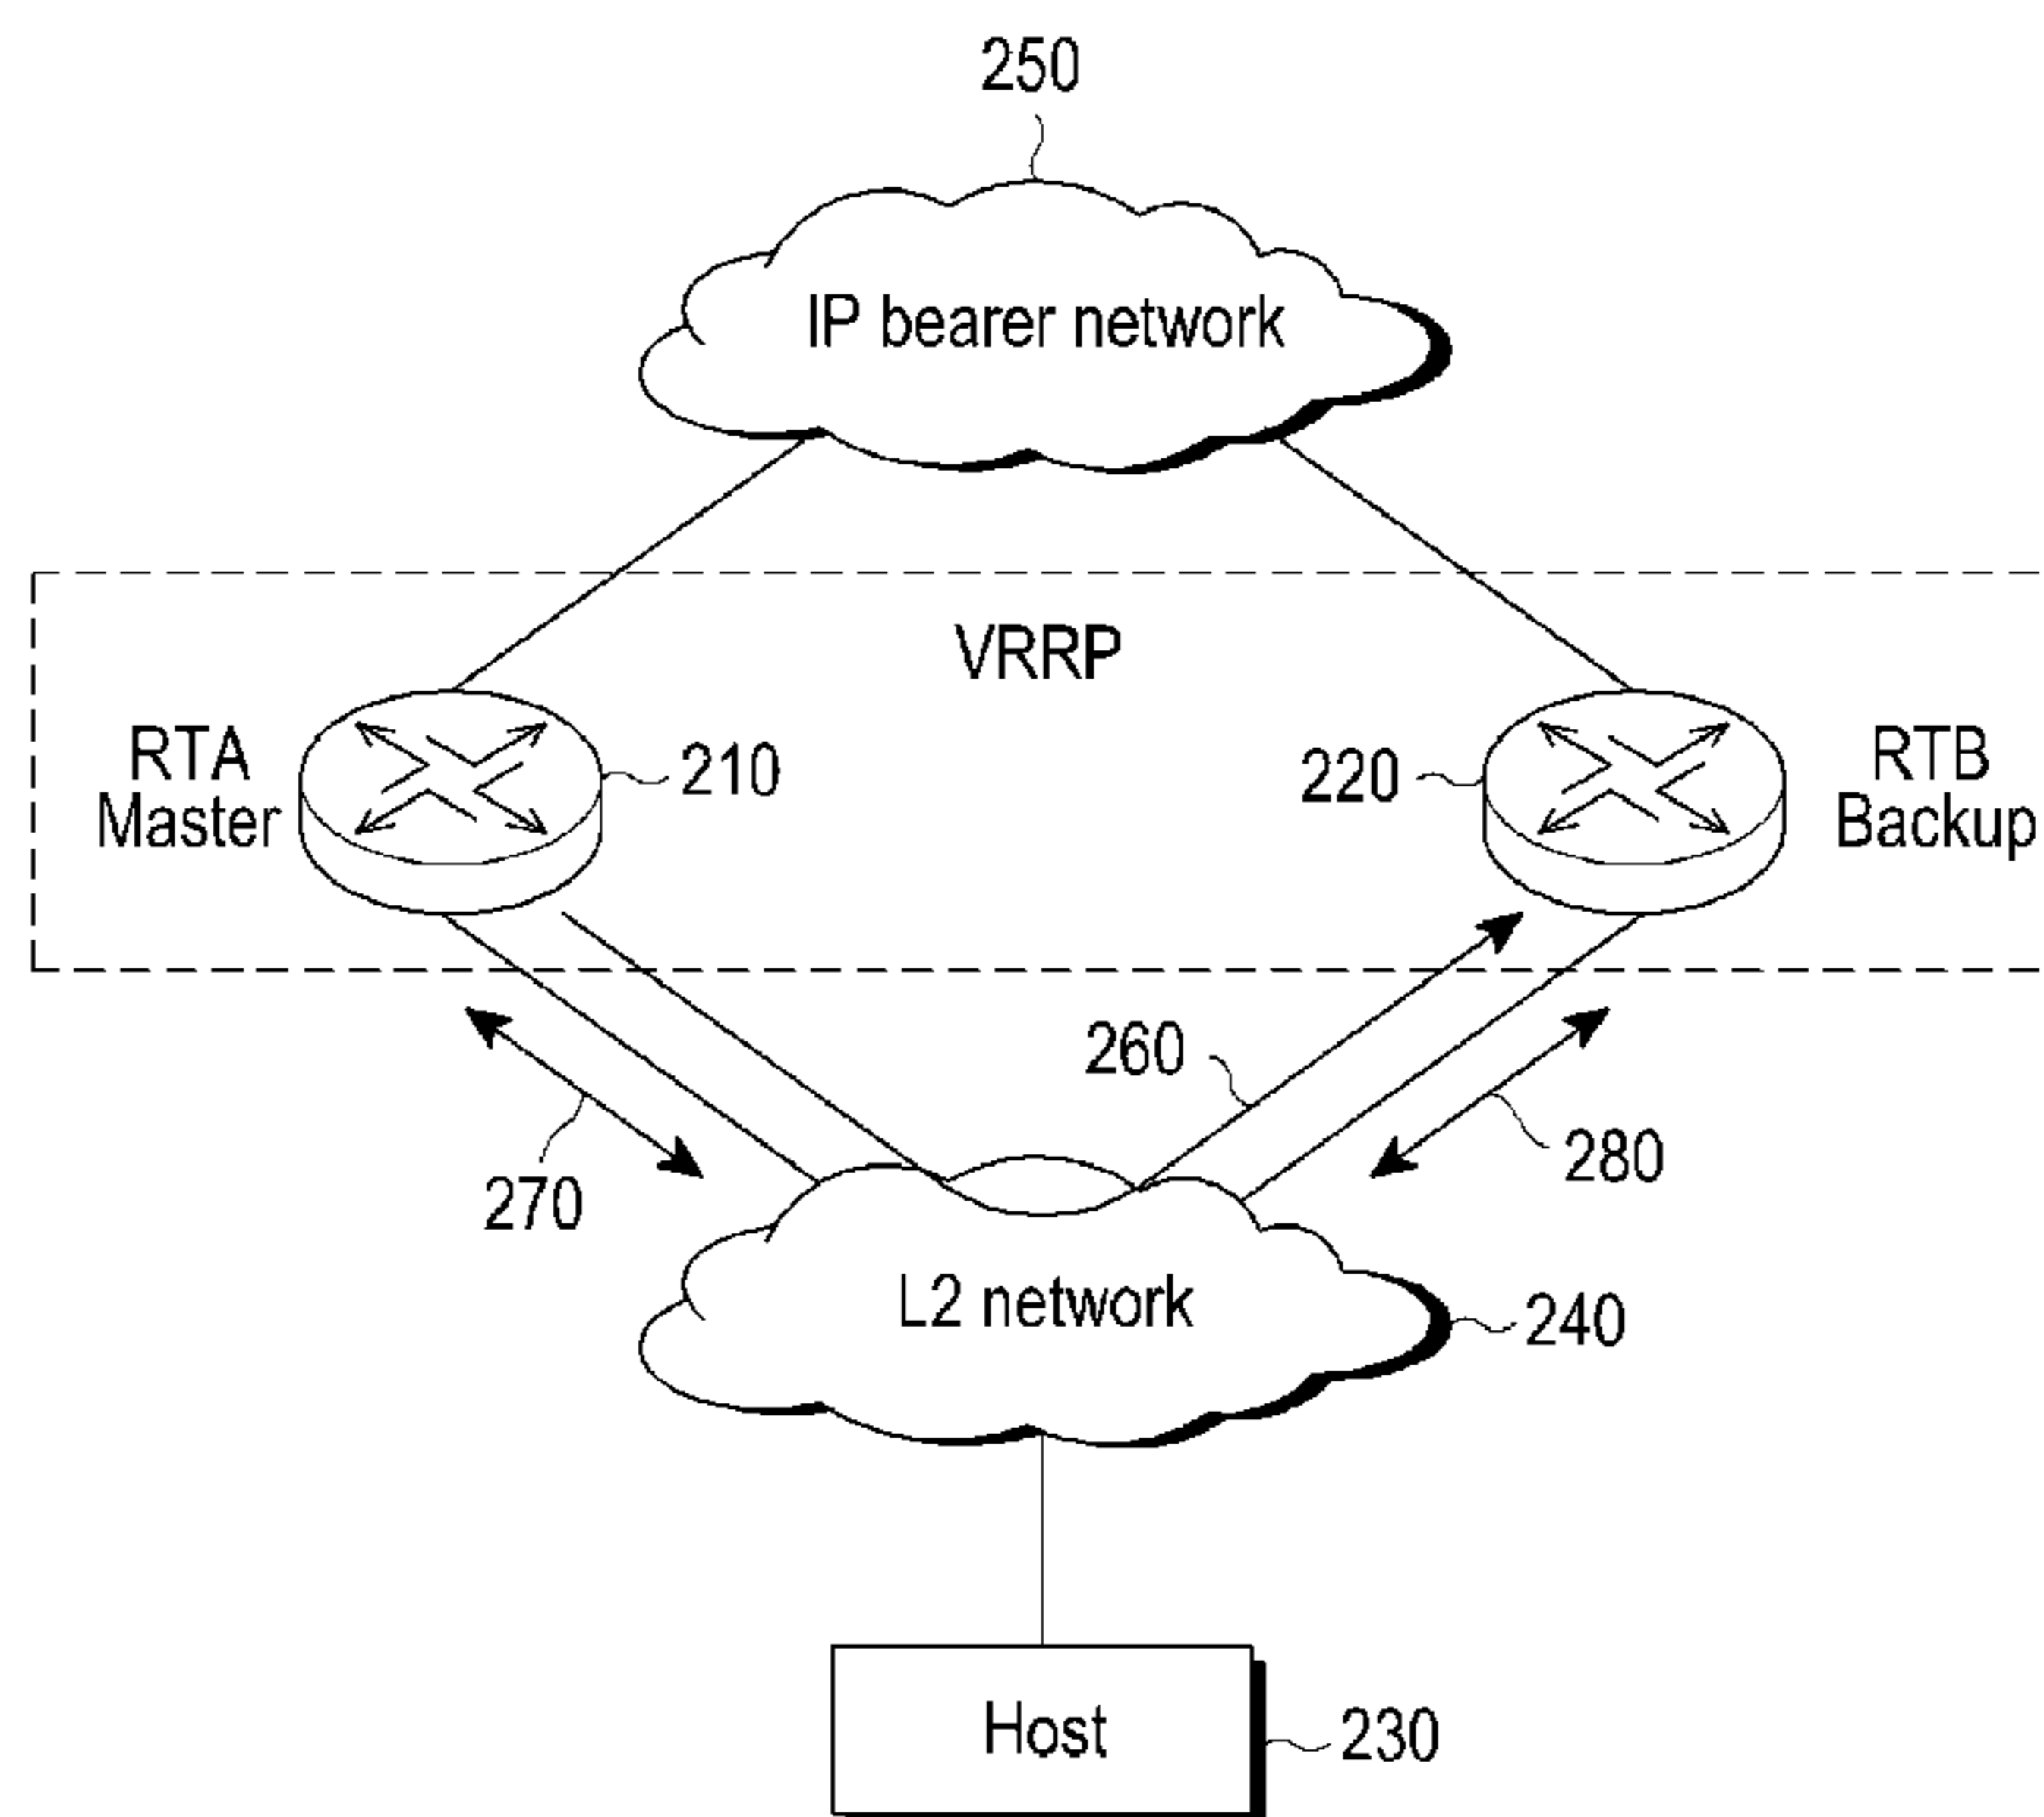 250
IP bearer network
VRRP
RTA
Master
210
220
RTB
Backup
260
270
280
L2 network
240
Host
230